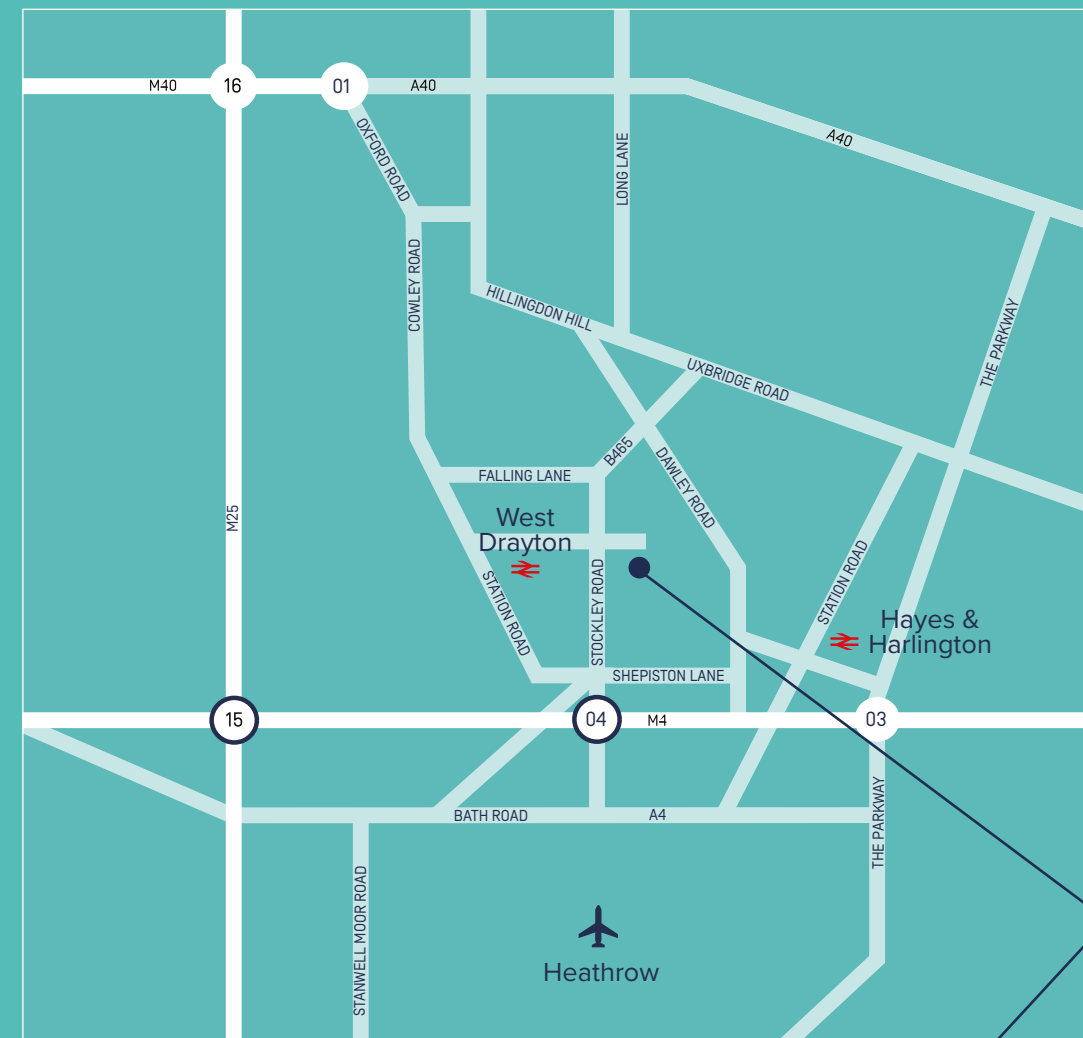 M40
16
01
A40
A40
OXFORD ROAD
LONG LANE
COWLEY ROAD
HILLINGDON HILL
THE PARKWAY
UXBRIDGE ROAD
B465
FALLING LANE
DAWLEY ROAD
M25
West
Drayton
STATION ROAD
STOCKLEY ROAD
STATION ROAD
Hayes &
Harlington
SHEPISTON LANE
15
04
M4
03
BATH ROAD
A4
THE PARKWAY
STANWELL MOOR ROAD
Heathrow